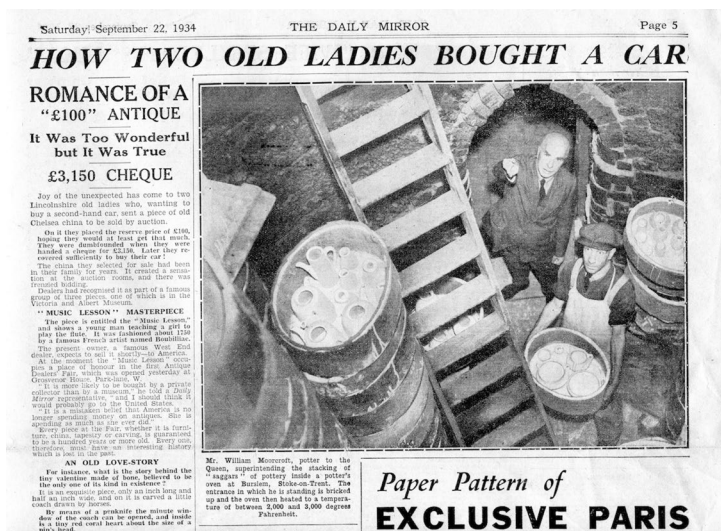 Saturday, September 22, 1934
THE DAILY MIRROR
Page 5
HOW TWO OLD LADIES BOUGHT A CAR
ROMANCE OF A
"£100" ANTIQUE
It Was Too Wonderful
but It Was True
£3,150 CHEQUE
Joy of the unexpected has come to two
Lincolnshire old ladies who, wanting to
buy a second-hand car, sent a piece of old
Chelsea china to be sold by auction.
On it they placed the reserve price of £100,
hoping they would at least get that much.
They were dumbfounded when they were
handed a cheque for £3,150. Later they re-
covered sufficiently to buy their car!
The china they selected for sale had been
in their family for years. It created a sensa-
tion at the auction rooms, and there was
frenzied bidding.
Dealers had recognised it as part of a famous
group of three pieces, one of which is in the
Victoria and Albert Museum.
"MUSIC LESSON" MASTERPIECE
The piece is entitled the "Music Lesson,"
and shows a young man teaching a girl to
play the flute. It was fashioned about 1750
by a famous French artist named Roubilliac.
The present owner, a famous West End
dealer, expects to sell it shortly—to America.
At the moment the "Music Lesson" occu-
pies a place of honour in the first Antique
Dealers' Fair, which was opened yesterday at
Grosvenor House, Park-lane, W.
"It is more likely to be bought by a private
collector than by a museum," he told a Daily
Mirror representative, "and I should think it
would probably go to the United States.
"It is a mistaken belief that America is no
longer spending money on antiques. She is
spending as much as she ever did."
Every piece at the Fair, whether it is furni-
ture, china, tapestry or carving, is guaranteed
to be a hundred years or more old. Every one,
therefore, must have an interesting history
which is lost in the past.
AN OLD LOVE-STORY
For instance, what is the story behind the
tiny valentine made of bone, believed to be
the only one of its kind in existence?
It is an exquisite piece, only an inch long and
half an inch wide, and on it is carved a little
coach drawn by horses.
By means of a penknife the minute win-
dow of the coach can be opened, and inside
is a tiny red coral heart about the size of a
pin's head.
Mr. William Moorcroft, potter to the
Queen, superintending the stacking of
"saggars" of pottery inside a potter's
oven at Burslem, Stoke-on-Trent. The
entrance in which he is standing is bricked
up and the oven then heated to a tempera-
ture of between 2,000 and 3,000 degrees
Fahrenheit.
Paper Pattern of
EXCLUSIVE PARIS